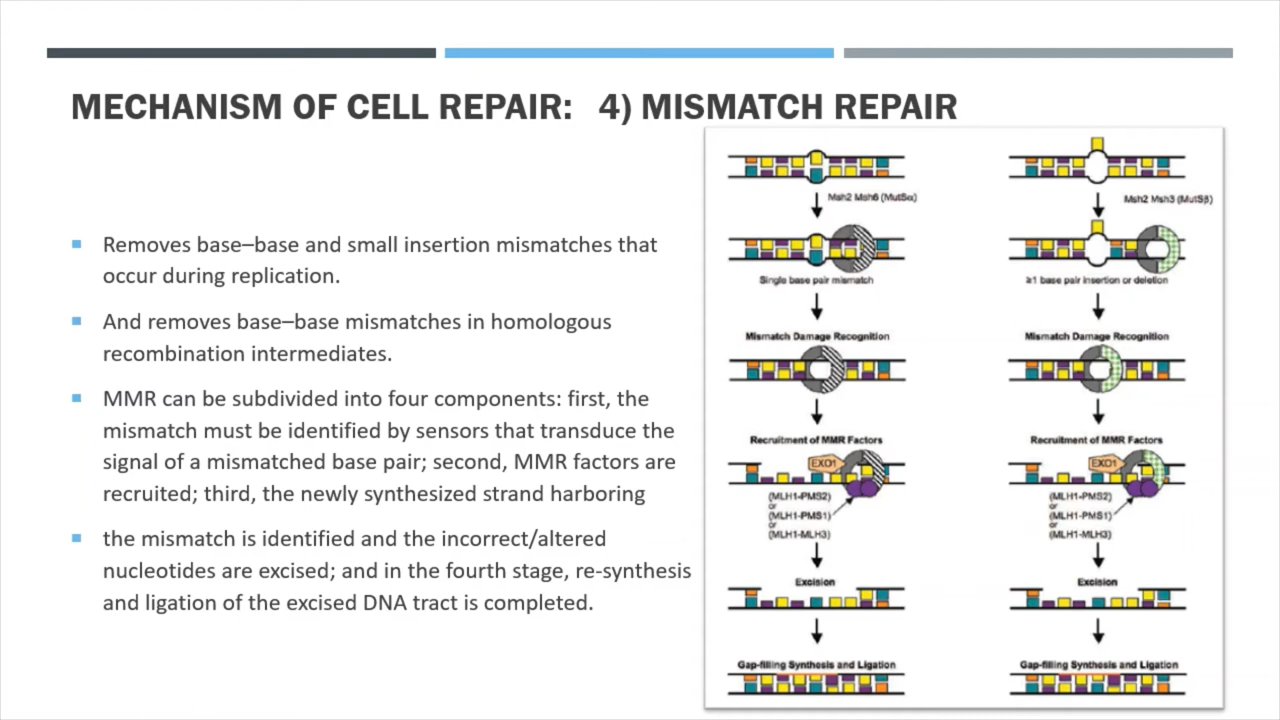 MECHANISM OF CELL REPAIR:   4) MISMATCH REPAIR
Removes base–base and small insertion mismatches that
occur during replication.
And removes base–base mismatches in homologous
recombination intermediates.
MMR can be subdivided into four components: first, the
mismatch must be identified by sensors that transduce the
signal of a mismatched base pair; second, MMR factors are
recruited; third, the newly synthesized strand harboring
the mismatch is identified and the incorrect/altered
nucleotides are excised; and in the fourth stage, re-synthesis
and ligation of the excised DNA tract is completed.
Msh2 Msh6 (MutSα)
Single base pair mismatch
Mismatch Damage Recognition
Recruitment of MMR Factors
EXO1
(MLH1-PMS2)
or
(MLH1-PMS1)
or
(MLH1-MLH3)
Excision
Gap-filling Synthesis and Ligation
Msh2 Msh3 (MutSβ)
≥1 base pair insertion or deletion
Mismatch Damage Recognition
Recruitment of MMR Factors
EXO1
(MLH1-PMS2)
or
(MLH1-PMS1)
or
(MLH1-MLH3)
Excision
Gap-filling Synthesis and Ligation